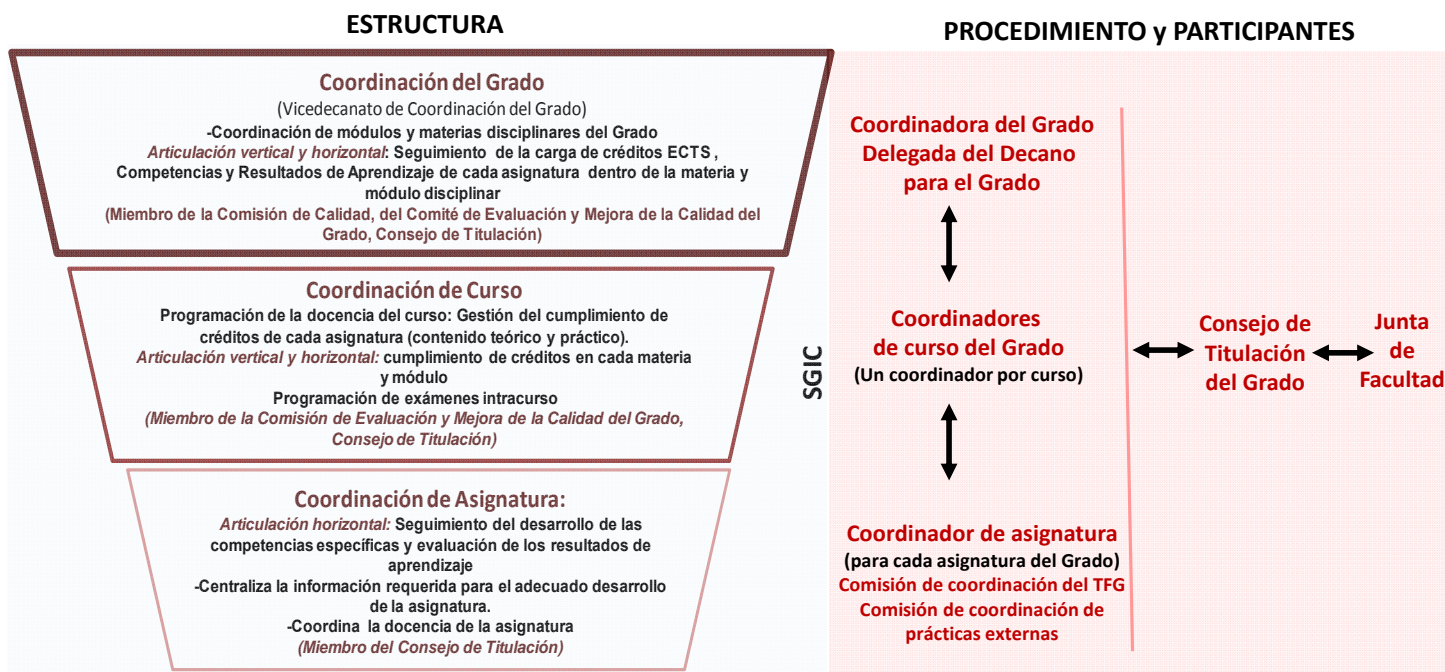 ESTRUCTURA
Coordinación del Grado
(Vicedecanato de Coordinación del Grado)
-Coordinación de módulos y materias disciplinares del Grado
Articulación vertical y horizontal: Seguimiento de la carga de créditos ECTS ,
Competencias y Resultados de Aprendizaje de cada asignatura dentro de la materia y
módulo disciplinar
(Miembro de la Comisión de Calidad, del Comité de Evaluación y Mejora de la Calidad del
Grado, Consejo de Titulación)
Coordinación de Curso
Programación de la docencia del curso: Gestión del cumplimiento de
créditos de cada asignatura (contenido teórico y práctico).
Articulación vertical y horizontal: cumplimiento de créditos en cada materia
y módulo
Programación de exámenes intracurso
(Miembro de la Comisión de Evaluación y Mejora de la Calidad del Grado,
Consejo de Titulación)
Coordinación de Asignatura:
Articulación horizontal: Seguimiento del desarrollo de las
competencias específicas y evaluación de los resultados de
aprendizaje
-Centraliza la información requerida para el adecuado desarrollo
de la asignatura.
-Coordina la docencia de la asignatura
(Miembro del Consejo de Titulación)
SGIC
PROCEDIMIENTO y PARTICIPANTES
Coordinadora del Grado
Delegada del Decano
para el Grado
Coordinadores
de curso del Grado
(Un coordinador por curso)
Consejo de
Titulación
del Grado
Junta
de
Facultad
Coordinador de asignatura
(para cada asignatura del Grado)
Comisión de coordinación del TFG
Comisión de coordinación de
prácticas externas